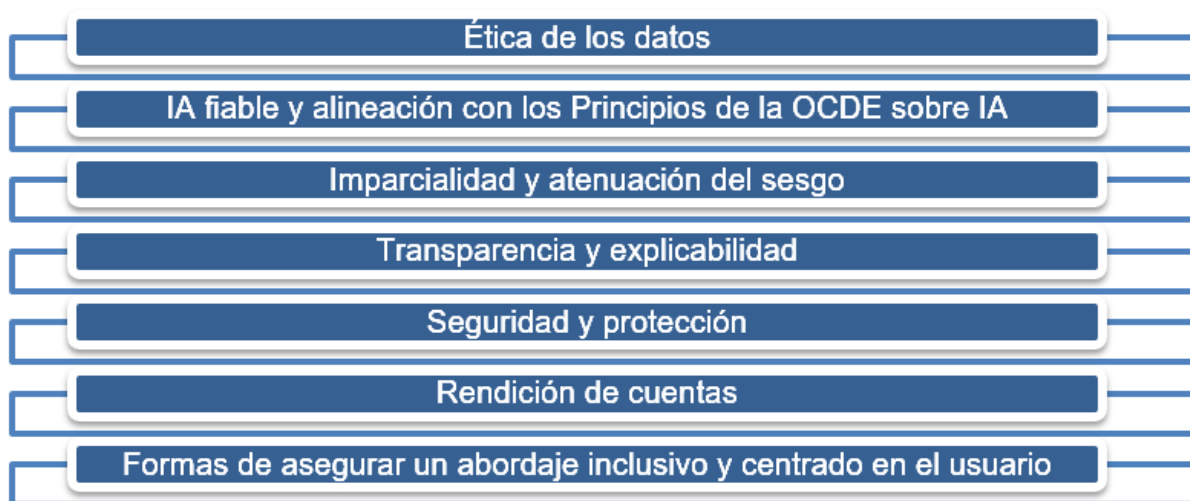 Ética de los datos
IA fiable y alineación con los Principios de la OCDE sobre IA
Imparcialidad y atenuación del sesgo
Transparencia y explicabilidad
Seguridad y protección
Rendición de cuentas
Formas de asegurar un abordaje inclusivo y centrado en el usuario